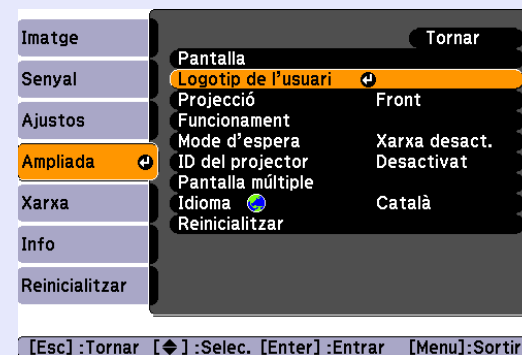 Imatge
Senyal
Ajustos
Ampliada
Xarxa
Info
Reinicialitzar
Tornar
Pantalla
Logotip de l'usuari
Projecció Front
Funcionament
Mode d'espera Xarxa desact.
ID del projector Desactivat
Pantalla múltiple
Idioma Català
Reinicialitzar
[Esc] :Tornar [◆] :Selec. [Enter] :Entrar [Menu]:Sortir